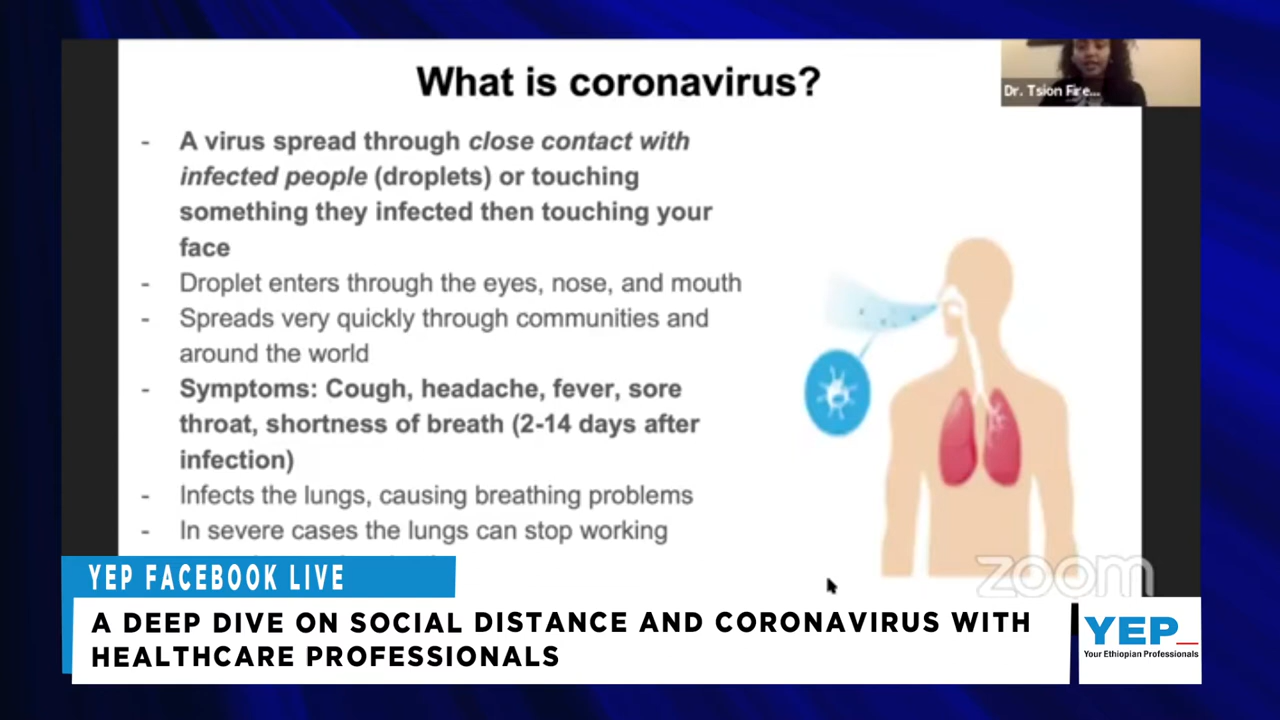 What is coronavirus?
Dr. Tsion Fire...
- A virus spread through close contact with
infected people (droplets) or touching
something they infected then touching your
face
- Droplet enters through the eyes, nose, and mouth
- Spreads very quickly through communities and
around the world
- Symptoms: Cough, headache, fever, sore
throat, shortness of breath (2-14 days after
infection)
- Infects the lungs, causing breathing problems
- In severe cases the lungs can stop working
zoom
YEP FACEBOOK LIVE
A DEEP DIVE ON SOCIAL DISTANCE AND CORONAVIRUS WITH
HEALTHCARE PROFESSIONALS
YEP_
Your Ethiopian Professionals